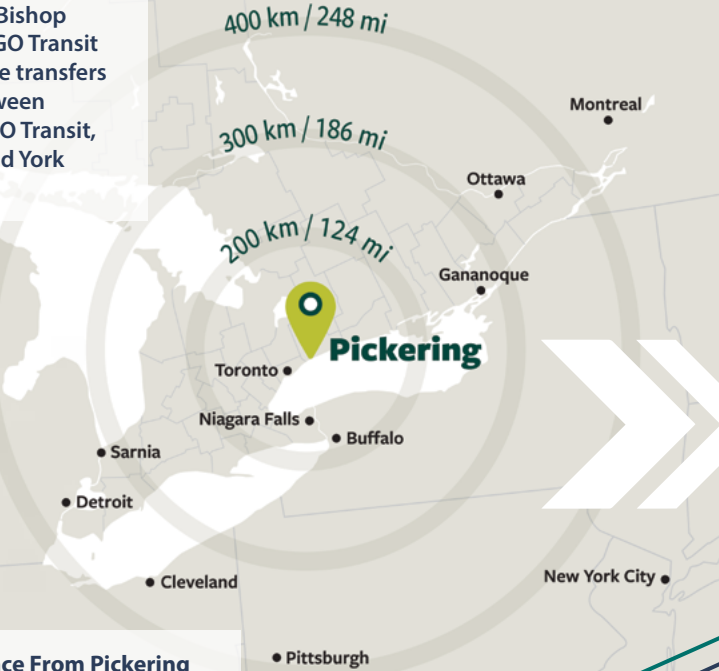 Bishop
GO Transit
e transfers
ween
O Transit,
d York
400 km / 248 mi
Montreal
300 km / 186 mi
Ottawa
200 km / 124 mi
Gananoque
Pickering
Toronto
Niagara Falls
Buffalo
Sarnia
Detroit
Cleveland
New York City
Pittsburgh
ce From Pickering